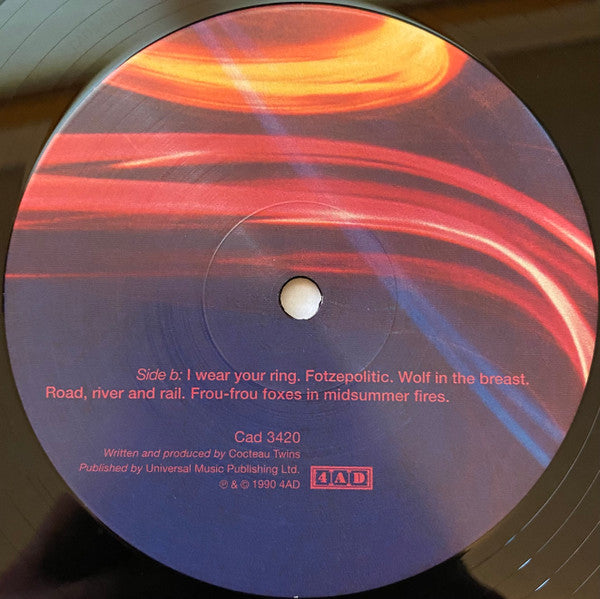 Side b: I wear your ring. Fotzepolitic. Wolf in the breast.
Road, river and rail. Frou-frou foxes in midsummer fires.
Cad 3420
Written and produced by Cocteau Twins
Published by Universal Music Publishing Ltd.
℗ & © 1990 4AD
4AD